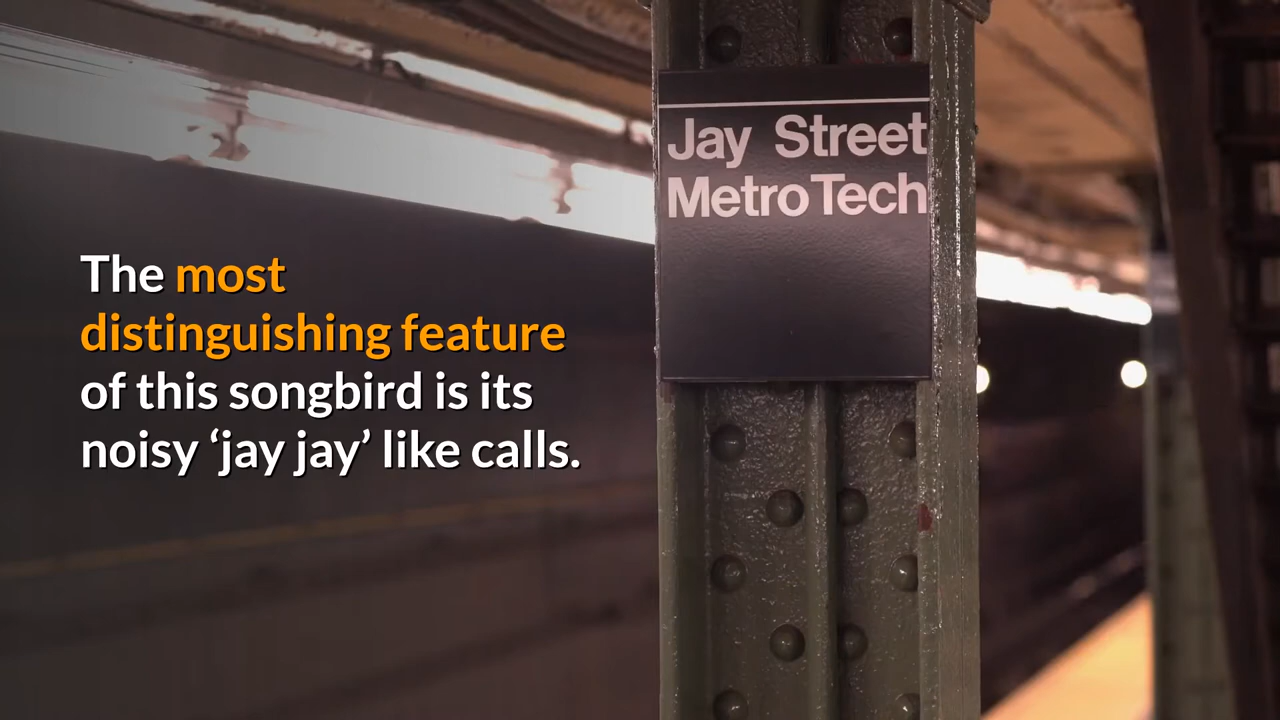 The most
distinguishing feature
of this songbird is its
noisy ‘jay jay’ like calls.
Jay Street
MetroTech